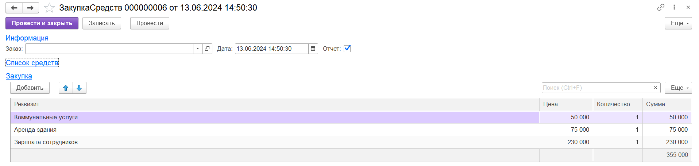 ЗакупкаСредств 000000006 от 13.06.2024 14:50:30
Провести и закрыть Записать Провести Еще
Информация
Заказ: Дата: 13.06.2024 14:50:30 Отчет:
Список средств
Закупка
Добавить Поиск (Ctrl+F) × Еще
Реквизит Цена Количество Сумма
Коммунальные услуги 50 000 1 50 000
Аренда здания 75 000 1 75 000
Зарплата сотрудников 230 000 1 230 000
355 000